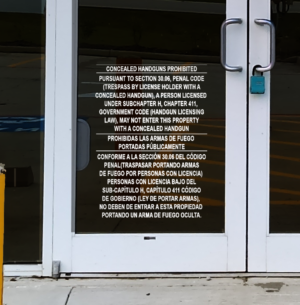 CONCEALED HANDGUNS PROHIBITED
PURSUANT TO SECTION 30.06, PENAL CODE
(TRESPASS BY LICENSE HOLDER WITH A
CONCEALED HANDGUN), A PERSON LICENSED
UNDER SUBCHAPTER H, CHAPTER 411,
GOVERNMENT CODE (HANDGUN LICENSING
LAW), MAY NOT ENTER THIS PROPERTY
WITH A CONCEALED HANDGUN
PROHIBIDAS LAS ARMAS DE FUEGO
PORTADAS PÚBLICAMENTE
CONFORME A LA SECCIÓN 30.06 DEL CÓDIGO
PENAL(TRASPASAR PORTANDO ARMAS
DE FUEGO POR PERSONAS CON LICENCIA)
PERSONAS CON LICENCIA BAJO DEL
SUB-CAPÍTULO H, CAPÍTULO 411 CÓDIGO
DE GOBIERNO (LEY DE PORTAR ARMAS),
NO DEBEN DE ENTRAR A ESTA PROPIEDAD
PORTANDO UN ARMA DE FUEGO OCULTA.